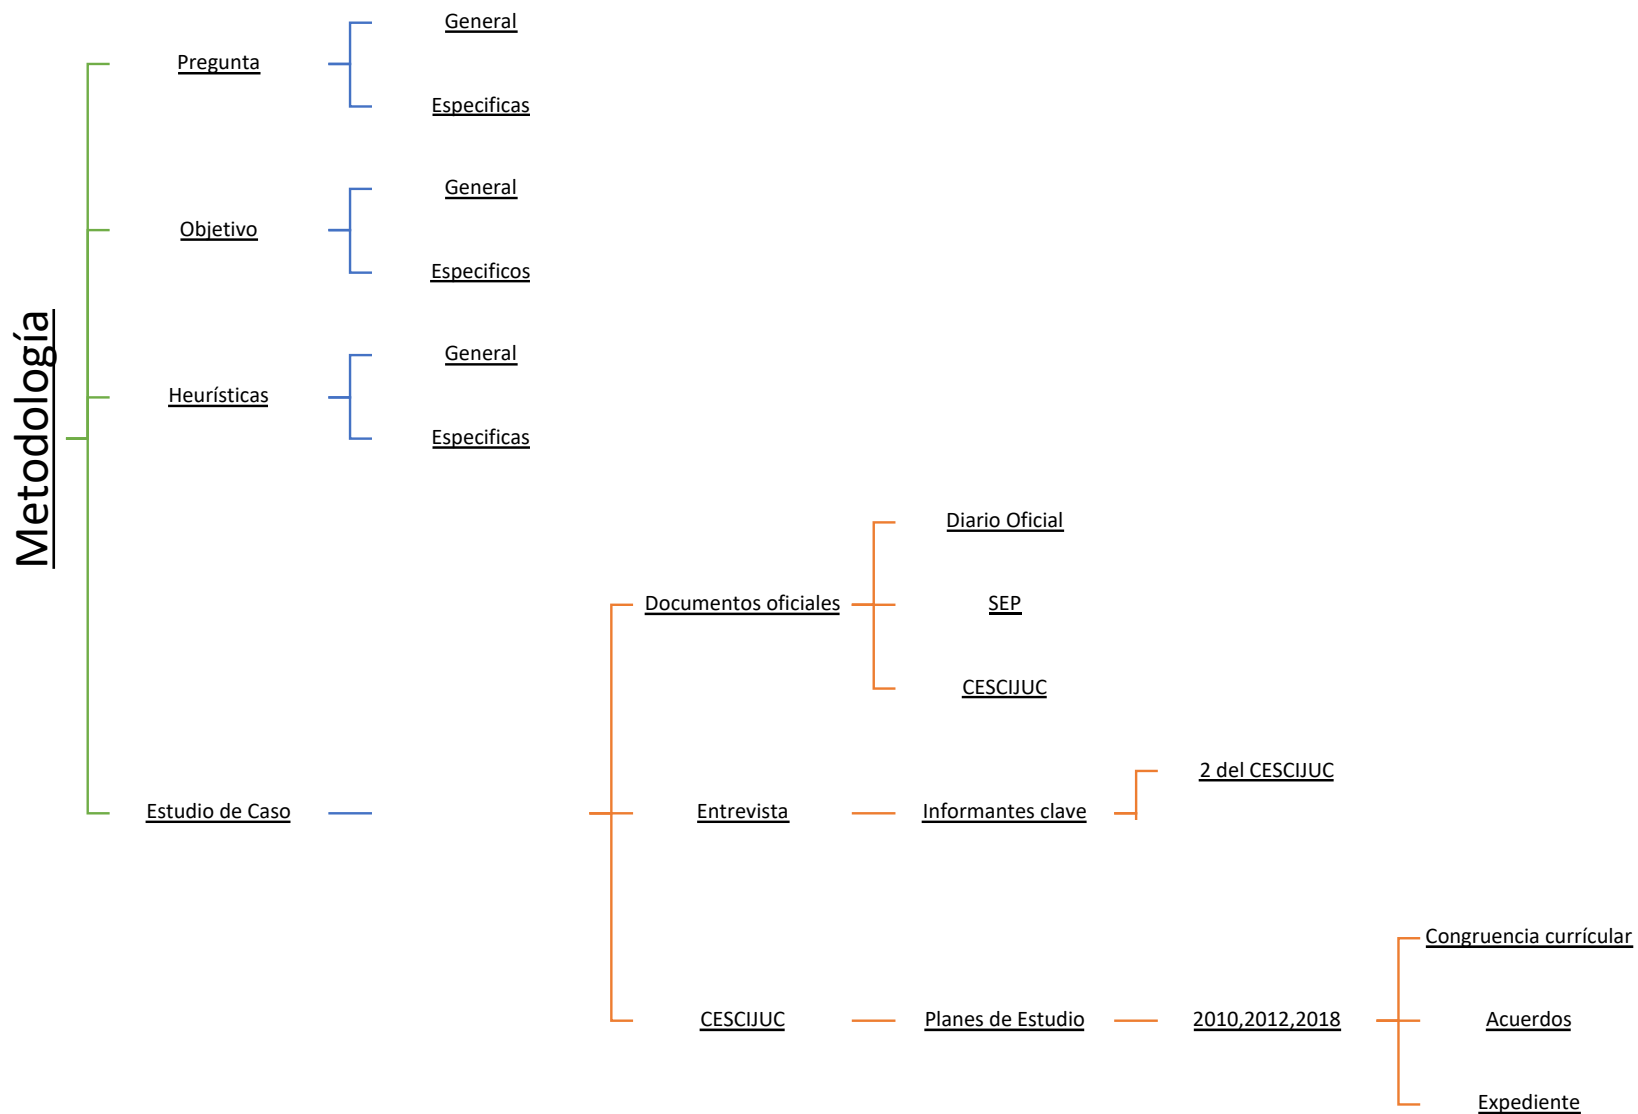 Metodología
Pregunta
General
Especificas
Objetivo
General
Especificos
Heurísticas
General
Especificas
Estudio de Caso
Documentos oficiales
Diario Oficial
SEP
CESCIJUC
Entrevista
Informantes clave
2 del CESCIJUC
CESCIJUC
Planes de Estudio
2010,2012,2018
Congruencia currícular
Acuerdos
Expediente